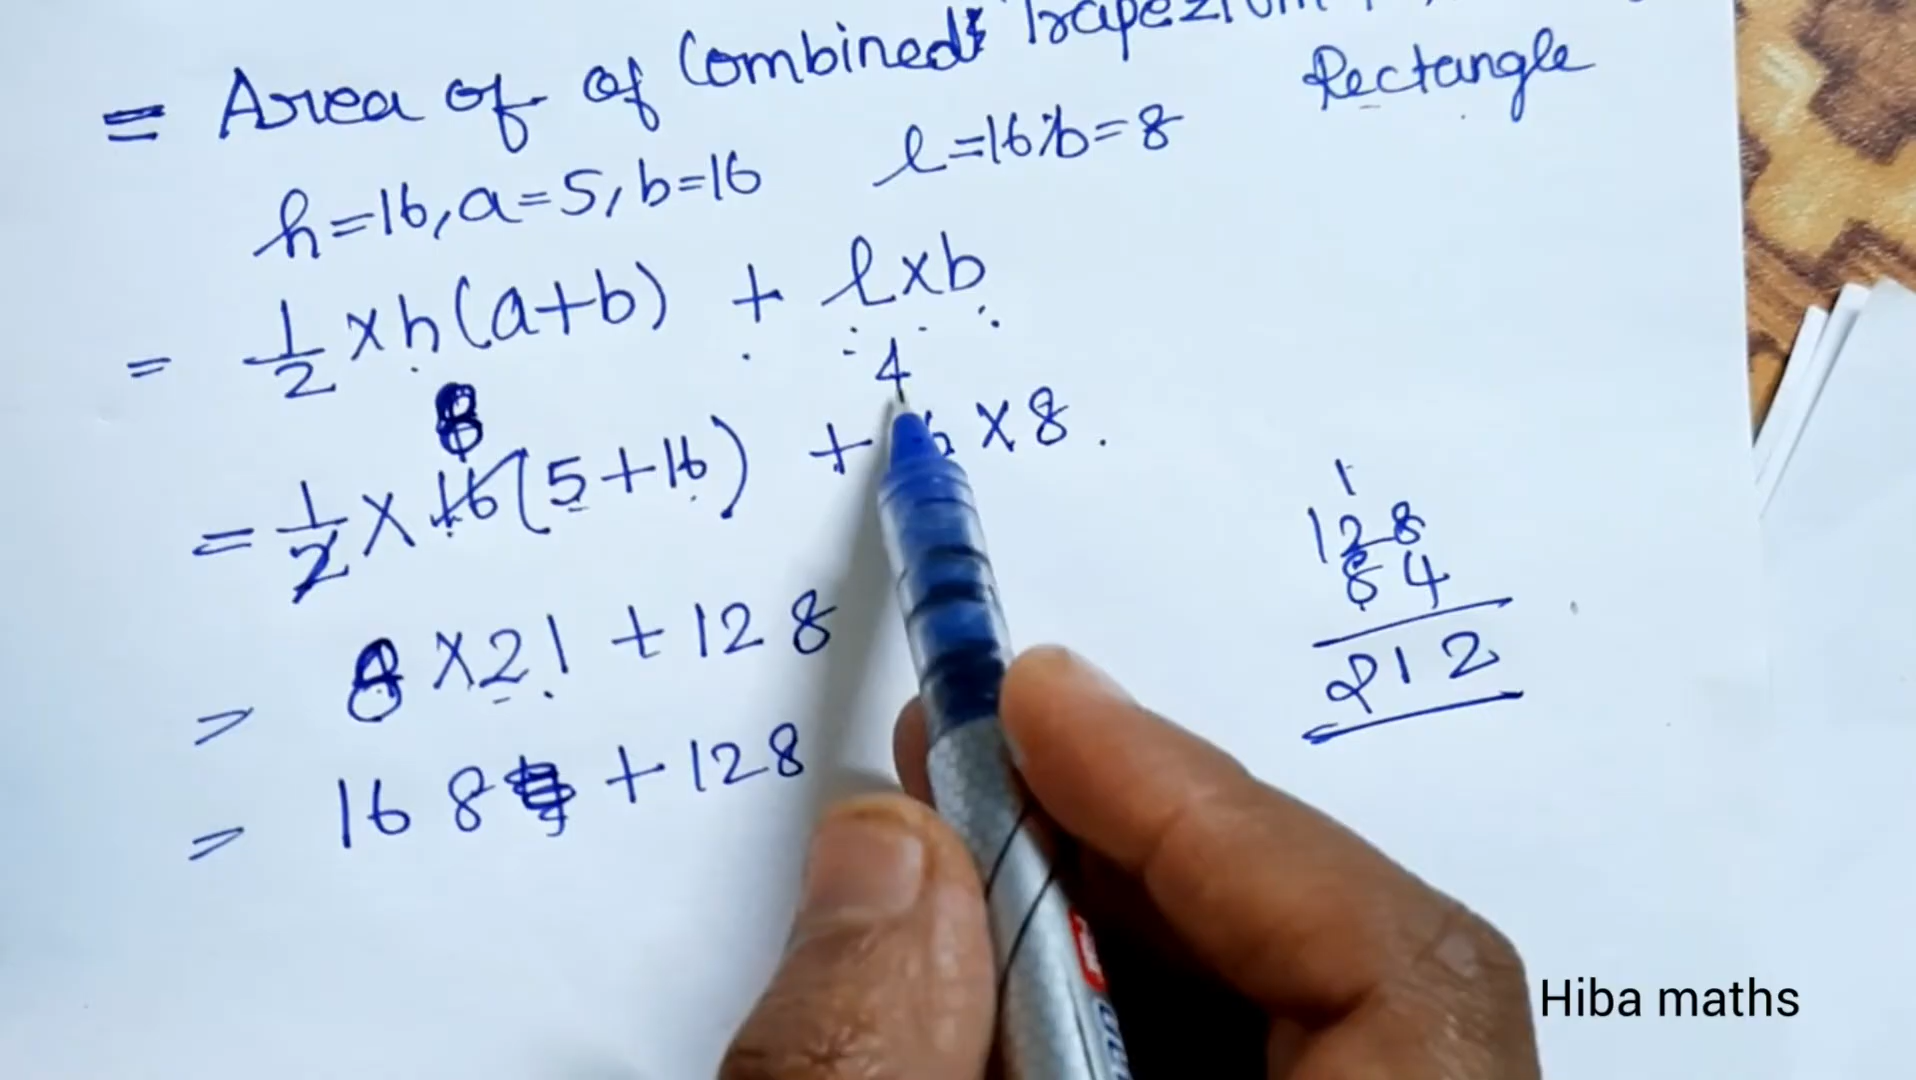 = Area of of Combined Trapezium
Rectangle
h=16, a=5, b=16   l=16 b=8
= 1/2 ×h(a+b) + l×b
8   4
= 1/2 × 16(5+16) + 6 ×8.
8 ×21 +128
= 168 +128
1
128
84
212
Hiba maths